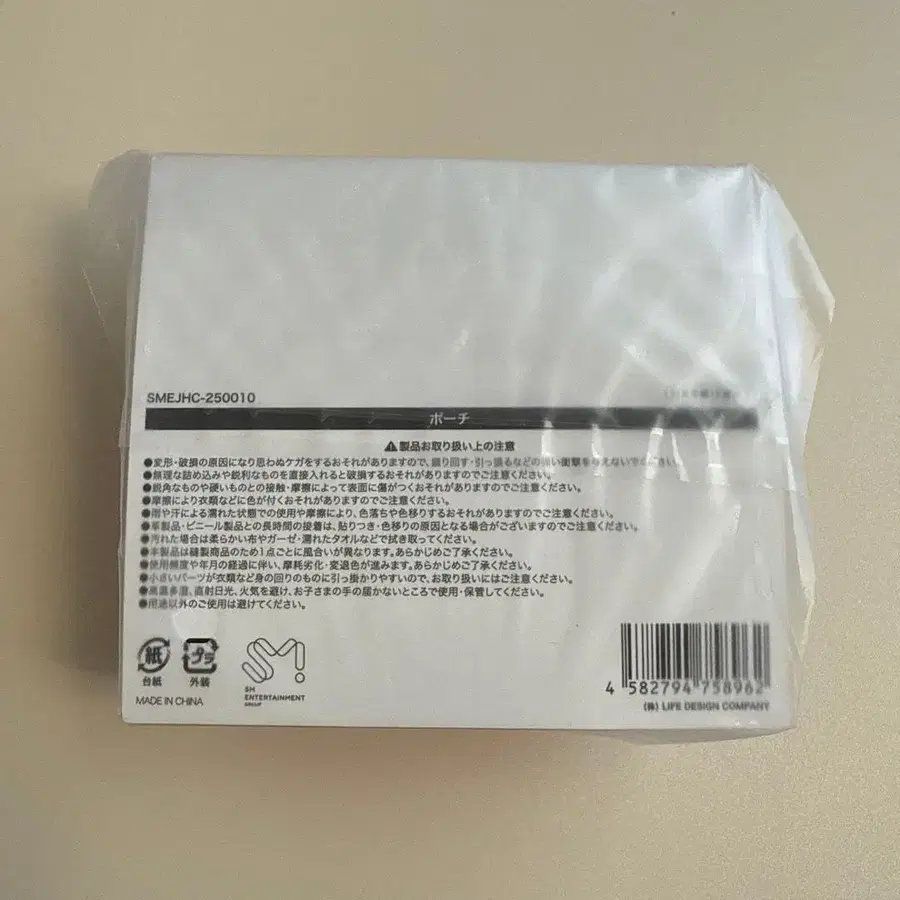 SMEJHC-250010
ポーチ
⚠製品お取り扱い上の注意
●変形・破損の原因になり思わぬケガをするおそれがありますので、振り回す・引っ張るなどの強い衝撃を与えないでください。
●無理な詰め込みや鋭利なものを直接入れると破損するおそれがありますのでご注意ください。
●鋭角なものや硬いものとの接触・摩擦によって表面に傷がつくおそれがありますのでご注意ください。
●摩擦により衣類などに色が付くおそれがありますのでご注意ください。
●雨や汗による濡れた状態での使用や摩擦により、色落ちや色移りするおそれがありますのでご注意ください。
●革製品・ビニール製品との長時間の接着は、貼りつき・色移りの原因となる場合がございますのでご注意ください。
●汚れた場合は柔らかい布やガーゼ・濡れたタオルなどで拭き取ってください。
●本製品は縫製商品のため1点ごとに風合いが異なります。あらかじめご了承ください。
●使用頻度や年月の経過に伴い、摩耗劣化・変退色が進みます。あらかじめご了承ください。
●小さいパーツが衣類など身の回りのものに引っ掛かりやすいので、お取り扱いにはご注意ください。
●高温多湿、直射日光、火気を避け、お子さまの手の届かないところで使用・保管してください。
●用途以外のご使用は避けてください。
紙 プラ
台紙 外装
MADE IN CHINA
SM
SM
ENTERTAINMENT
GROUP
4 582794 758962
(株) LIFE DESIGN COMPANY